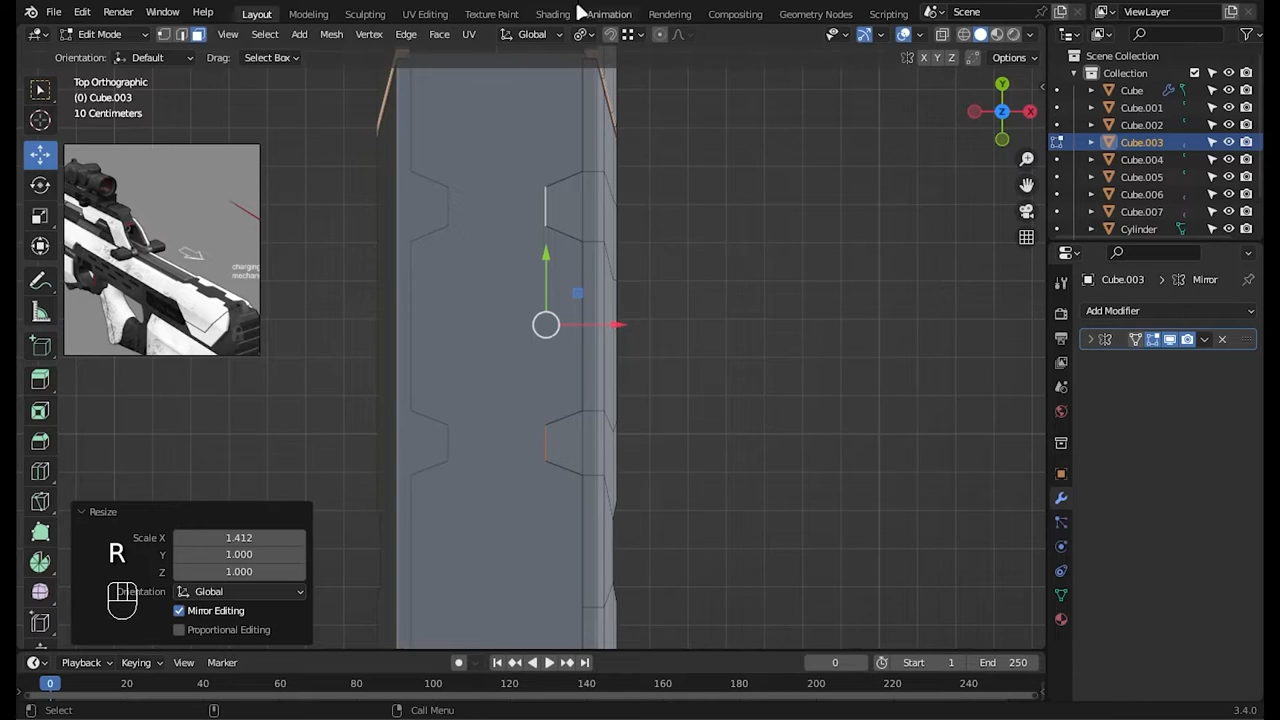 File Edit Render Window Help Layout Modeling Sculpting UV Editing Texture Paint Shading Animation Rendering Compositing Geometry Nodes Scripting Scene ViewLayer
Edit Mode View Select Add Mesh Vertex Edge Face UV Global
Orientation: Default Drag: Select Box X Y Z Options
Top Orthographic
(0) Cube.003
10 Centimeters
charging
mechan
Y
Z
X
Scene Collection
Collection
Cube
Cube.001
Cube.002
Cube.003
Cube.004
Cube.005
Cube.006
Cube.007
Cylinder
Cube.003 Mirror
Add Modifier
Resize
Scale X 1.412
Y 1.000
Z 1.000
Orientation Global
Mirror Editing
Proportional Editing
R
Playback Keying View Marker 0 Start 1 End 250
0 20 40 60 80 100 120 140 160 180 200 220 240
Select Call Menu 3.4.0